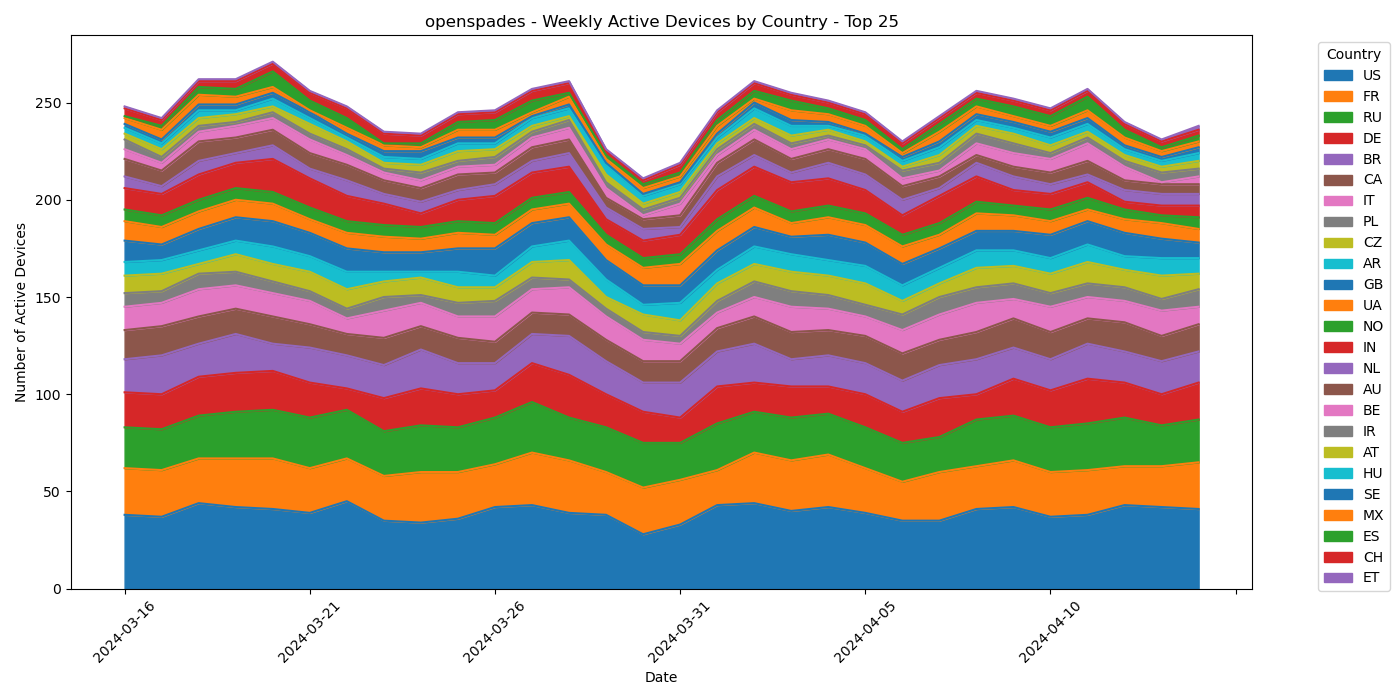 openspades - Weekly Active Devices by Country - Top 25
Number of Active Devices
250
200
150
100
50
0
2024-03-16
2024-03-21
2024-03-26
2024-03-31
2024-04-05
2024-04-10
Date
Country
US
FR
RU
DE
BR
CA
IT
PL
CZ
AR
GB
UA
NO
IN
NL
AU
BE
IR
AT
HU
SE
MX
ES
CH
ET